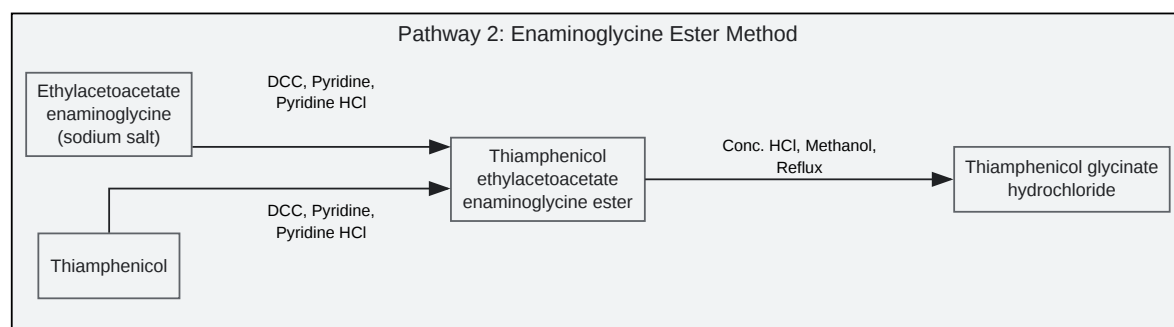 Pathway 2: Enaminoglycine Ester Method
Ethylacetoacetate
enaminoglycine
(sodium salt)
DCC, Pyridine,
Pyridine HCl
Thiamphenicol
DCC, Pyridine,
Pyridine HCl
Thiamphenicol
ethylacetoacetate
enaminoglycine ester
Conc. HCl, Methanol,
Reflux
Thiamphenicol glycinate
hydrochloride